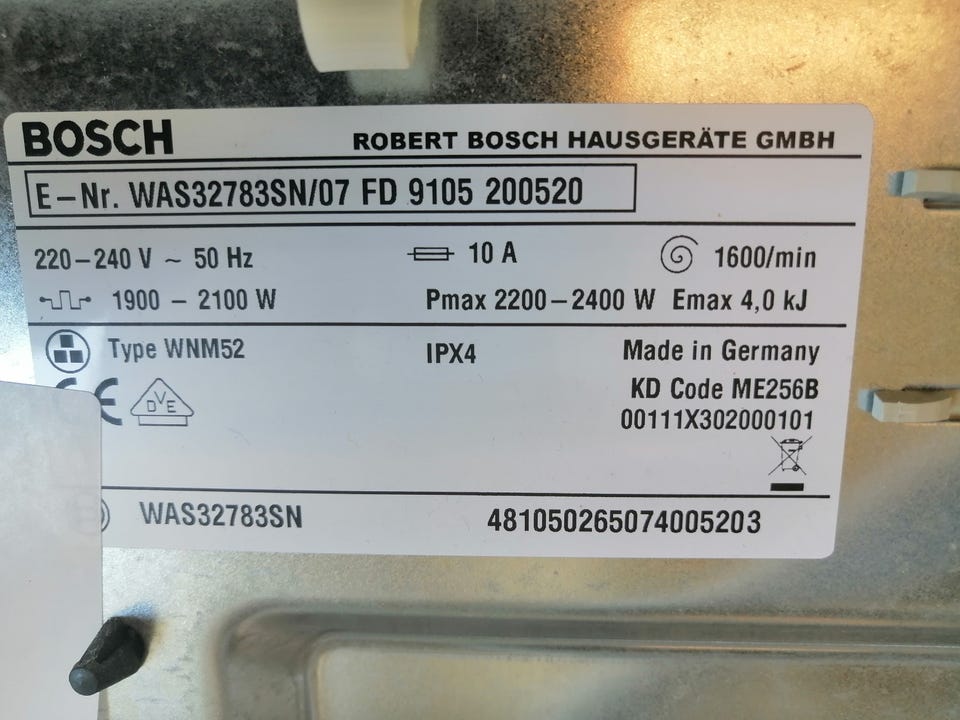 BOSCH ROBERT BOSCH HAUSGERÄTE GMBH
E–Nr. WAS32783SN/07 FD 9105 200520
220–240 V ~ 50 Hz 10 A 1600/min
1900 – 2100 W Pmax 2200–2400 W Emax 4,0 kJ
Type WNM52 IPX4 Made in Germany
KD Code ME256B
CE DVE 00111X302000101
WAS32783SN 481050265074005203